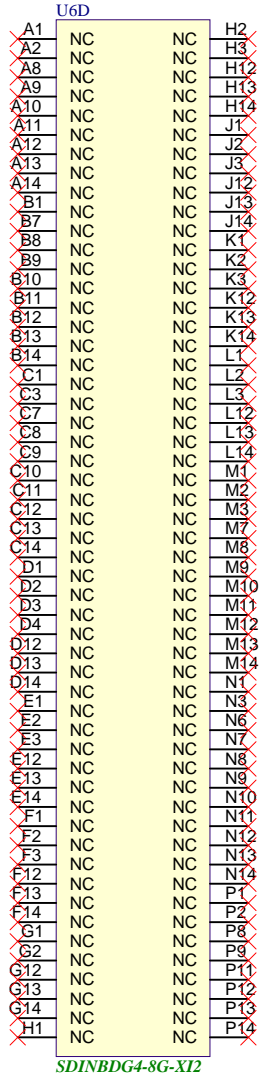 U6D
A1 NC NC H2
A2 NC NC H3
A8 NC NC H12
A9 NC NC H13
A10 NC NC H14
A11 NC NC J1
A12 NC NC J2
A13 NC NC J3
A14 NC NC J12
B1 NC NC J13
B7 NC NC J14
B8 NC NC K1
B9 NC NC K2
B10 NC NC K3
B11 NC NC K12
B12 NC NC K13
B13 NC NC K14
B14 NC NC L1
C1 NC NC L2
C3 NC NC L3
C7 NC NC L12
C8 NC NC L13
C9 NC NC L14
C10 NC NC M1
C11 NC NC M2
C12 NC NC M3
C13 NC NC M7
C14 NC NC M8
D1 NC NC M9
D2 NC NC M10
D3 NC NC M11
D4 NC NC M12
D12 NC NC M13
D13 NC NC M14
D14 NC NC N1
E1 NC NC N3
E2 NC NC N6
E3 NC NC N7
E12 NC NC N8
E13 NC NC N9
E14 NC NC N10
F1 NC NC N11
F2 NC NC N12
F3 NC NC N13
F12 NC NC N14
F13 NC NC P1
F14 NC NC P2
G1 NC NC P8
G2 NC NC P9
G12 NC NC P11
G13 NC NC P12
G14 NC NC P13
H1 NC NC P14
SDINBDG4-8G-XI2